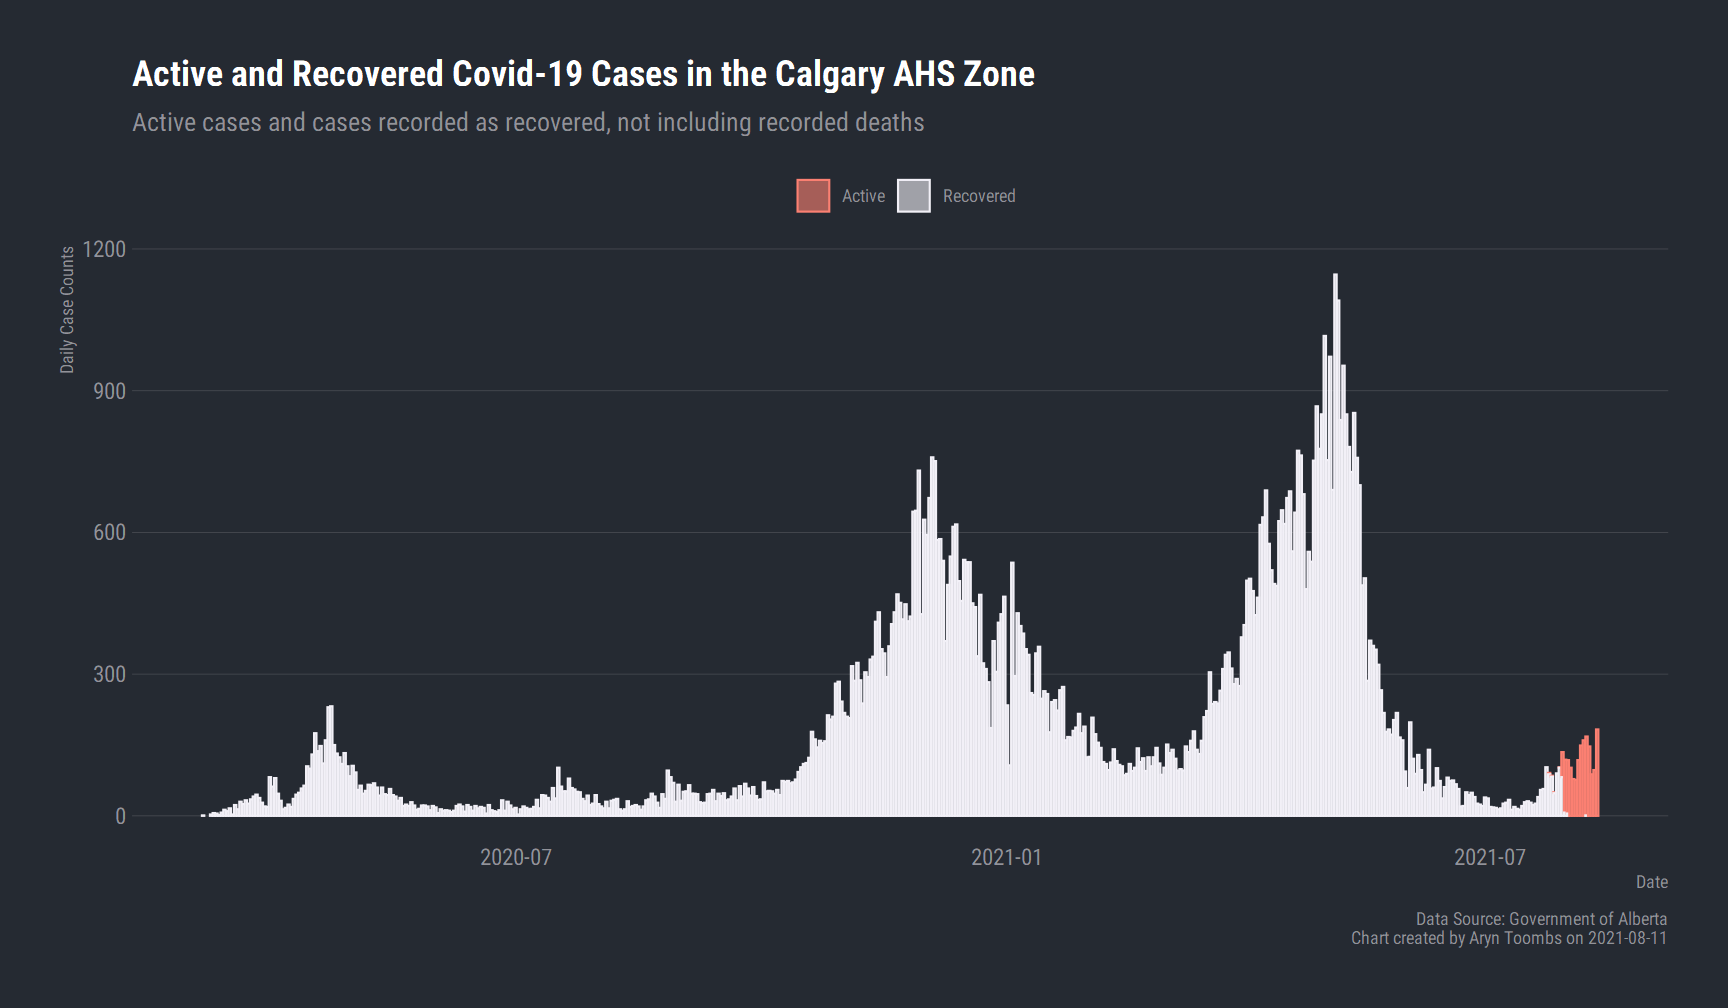 Active and Recovered Covid-19 Cases in the Calgary AHS Zone
Active cases and cases recorded as recovered, not including recorded deaths
Active
Recovered
Daily Case Counts
1200
900
600
300
0
2020-07
2021-01
2021-07
Date
Data Source: Government of Alberta
Chart created by Aryn Toombs on 2021-08-11